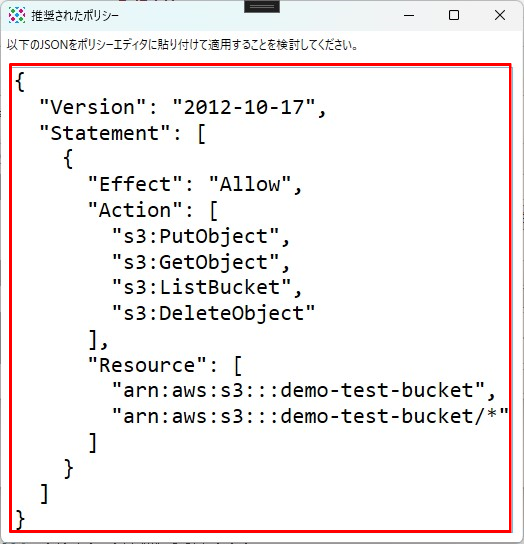 推奨されたポリシー
以下のJSONをポリシーエディタに貼り付けて適用することを検討してください。
{
  "Version": "2012-10-17",
  "Statement": [
    {
      "Effect": "Allow",
      "Action": [
        "s3:PutObject",
        "s3:GetObject",
        "s3:ListBucket",
        "s3:DeleteObject"
      ],
      "Resource": [
        "arn:aws:s3:::demo-test-bucket",
        "arn:aws:s3:::demo-test-bucket/*"
      ]
    }
  ]
}